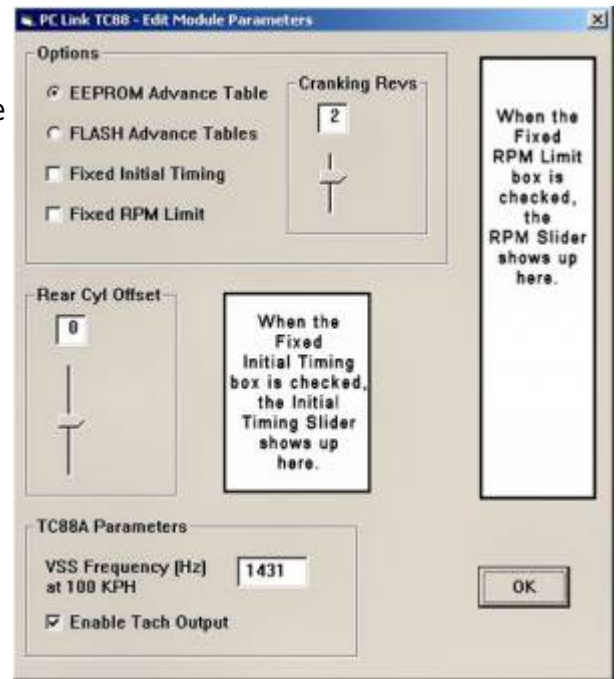 PC Link TC88 - Edit Module Parameters
Options
EEPROM Advance Table
FLASH Advance Tables
Fixed Initial Timing
Fixed RPM Limit
Cranking Revs
2
When the
Fixed
RPM Limit
box is
checked,
the
RPM Slider
shows up
here.
Rear Cyl Offset
0
When the
Fixed
Initial Timing
box is checked,
the Initial
Timing Slider
shows up
here.
TC88A Parameters
VSS Frequency (Hz)
at 100 KPH
1431
Enable Tach Output
OK
e